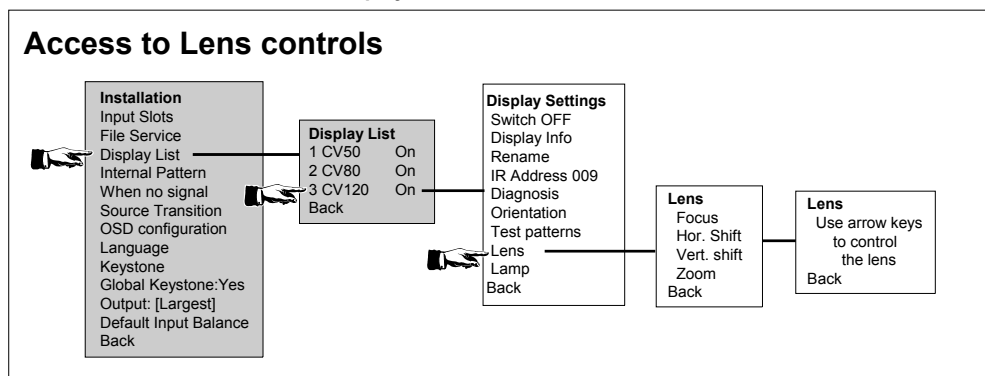 Access to Lens controls
Installation
Input Slots
File Service
Display List
Internal Pattern
When no signal
Source Transition
OSD configuration
Language
Keystone
Global Keystone:Yes
Output: [Largest]
Default Input Balance
Back
Display List
1 CV50 On
2 CV80 On
3 CV120 On
Back
Display Settings
Switch OFF
Display Info
Rename
IR Address 009
Diagnosis
Orientation
Test patterns
Lens
Lamp
Back
Lens
Focus
Hor. Shift
Vert. shift
Zoom
Back
Lens
Use arrow keys
to control
the lens
Back